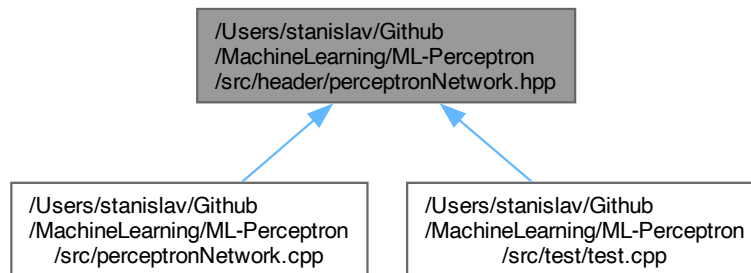 /Users/stanislav/Github
/MachineLearning/ML-Perceptron
/src/header/perceptronNetwork.hpp
/Users/stanislav/Github
/MachineLearning/ML-Perceptron
/src/perceptronNetwork.cpp
/Users/stanislav/Github
/MachineLearning/ML-Perceptron
/src/test/test.cpp